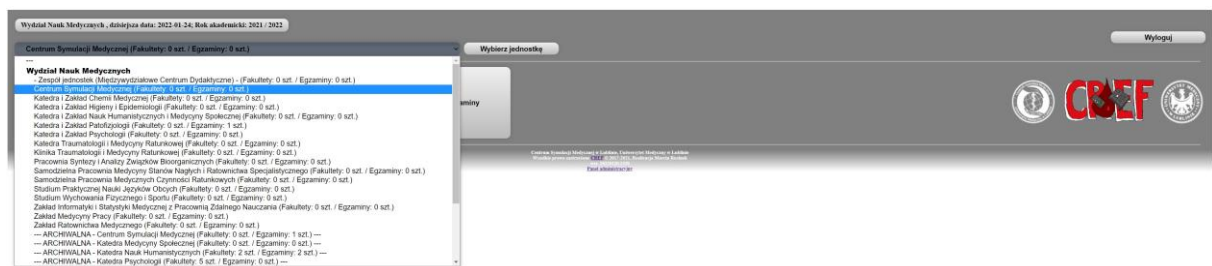 Wydział Nauk Medycznych , dzisiejsza data: 2022-01-24; Rok akademicki: 2021 / 2022
Wyloguj
Centrum Symulacji Medycznej (Fakultety: 0 szt. / Egzaminy: 0 szt.)
Wybierz jednostkę
---
Wydział Nauk Medycznych
- Zespół jednostek (Międzywydziałowe Centrum Dydaktyczne) - (Fakultety: 0 szt. / Egzaminy: 0 szt.)
Centrum Symulacji Medycznej (Fakultety: 0 szt. / Egzaminy: 0 szt.)
Katedra i Zakład Chemii Medycznej (Fakultety: 0 szt. / Egzaminy: 0 szt.)
Katedra i Zakład Higieny i Epidemiologii (Fakultety: 0 szt. / Egzaminy: 0 szt.)
Katedra i Zakład Nauk Humanistycznych i Medycyny Społecznej (Fakultety: 0 szt. / Egzaminy: 0 szt.)
Katedra i Zakład Patofizjologii (Fakultety: 0 szt. / Egzaminy: 1 szt.)
Katedra i Zakład Psychologii (Fakultety: 0 szt. / Egzaminy: 0 szt.)
Katedra Traumatologii i Medycyny Ratunkowej (Fakultety: 0 szt. / Egzaminy: 0 szt.)
Klinika Traumatologii i Medycyny Ratunkowej (Fakultety: 0 szt. / Egzaminy: 0 szt.)
Pracownia Syntezy i Analizy Związków Bioorganicznych (Fakultety: 0 szt. / Egzaminy: 0 szt.)
Samodzielna Pracownia Medycyny Stanów Nagłych i Ratownictwa Specjalistycznego (Fakultety: 0 szt. / Egzaminy: 0 szt.)
Samodzielna Pracownia Medycznych Czynności Ratunkowych (Fakultety: 0 szt. / Egzaminy: 0 szt.)
Studium Praktycznej Nauki Języków Obcych (Fakultety: 0 szt. / Egzaminy: 0 szt.)
Studium Wychowania Fizycznego i Sportu (Fakultety: 0 szt. / Egzaminy: 0 szt.)
Zakład Informatyki i Statystyki Medycznej z Pracownią Zdalnego Nauczania (Fakultety: 0 szt. / Egzaminy: 0 szt.)
Zakład Medycyny Pracy (Fakultety: 0 szt. / Egzaminy: 0 szt.)
Zakład Ratownictwa Medycznego (Fakultety: 0 szt. / Egzaminy: 0 szt.)
--- ARCHIWALNA - Centrum Symulacji Medycznej (Fakultety: 0 szt. / Egzaminy: 1 szt.) ---
--- ARCHIWALNA - Katedra Medycyny Społecznej (Fakultety: 0 szt. / Egzaminy: 0 szt.) ---
--- ARCHIWALNA - Katedra Nauk Humanistycznych (Fakultety: 2 szt. / Egzaminy: 2 szt.) ---
--- ARCHIWALNA - Katedra Psychologii (Fakultety: 5 szt. / Egzaminy: 0 szt.) ---
aminy
Centrum Symulacji Medycznej w Lublinie, Uniwersytet Medyczny w Lublinie
Panel administracyjny